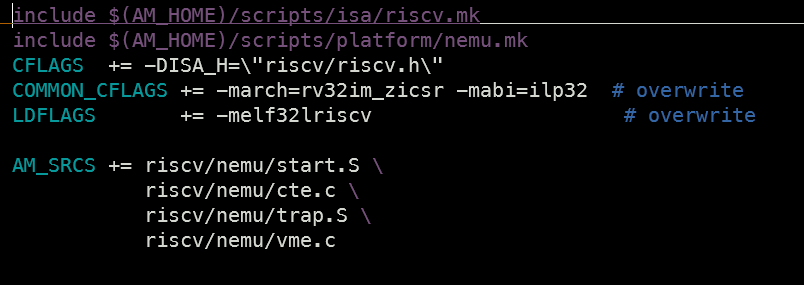 include $(AM_HOME)/scripts/isa/riscv.mk
include $(AM_HOME)/scripts/platform/nemu.mk
CFLAGS  += -DISA_H=\"riscv/riscv.h\"
COMMON_CFLAGS += -march=rv32im_zicsr -mabi=ilp32  # overwrite
LDFLAGS       += -melf32lriscv                     # overwrite

AM_SRCS += riscv/nemu/start.S \
           riscv/nemu/cte.c \
           riscv/nemu/trap.S \
           riscv/nemu/vme.c